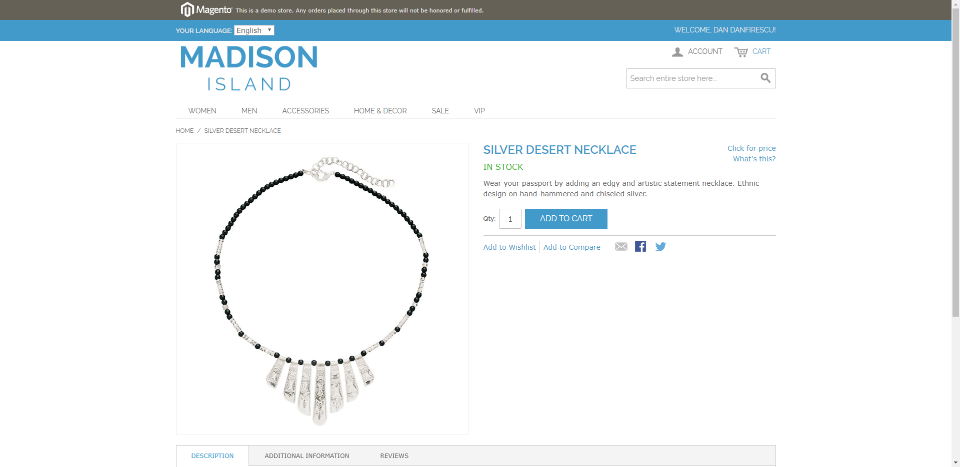 Magento This is a demo store. Any orders placed through this store will not be honored or fulfilled.
YOUR LANGUAGE: English
WELCOME, DAN DANFIRESCU!
MADISON
ISLAND
ACCOUNT CART
Search entire store here...
WOMEN MEN ACCESSORIES HOME & DECOR SALE VIP
HOME / SILVER DESERT NECKLACE
SILVER DESERT NECKLACE
Click for price
IN STOCK
What's this?
Wear your passport by adding an edgy and artistic statement necklace. Ethnic
design on hand-hammered and chiseled silver.
Qty: 1 ADD TO CART
Add to Wishlist Add to Compare
DESCRIPTION ADDITIONAL INFORMATION REVIEWS